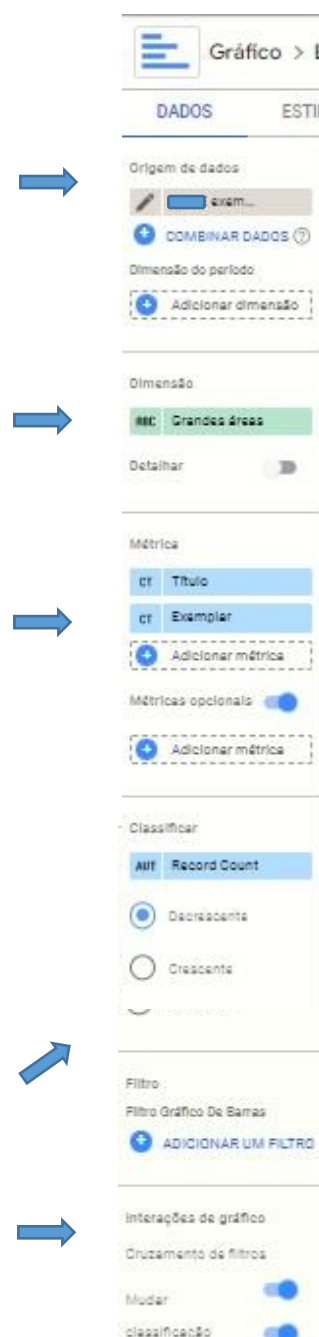 Gráfico >
DADOS ESTI
Origem de dados
exem...
COMBINAR DADOS
Dimensão do período
Adicionar dimensão
Dimensão
ABC Grandes áreas
Detalhar
Métrica
CT Título
CT Exemplar
Adicionar métrica
Métricas opcionais
Adicionar métrica
Classificar
AUT Record Count
Decrescente
Crescente
Filtro
Filtro Gráfico De Barras
ADICIONAR UM FILTRO
Interações de gráfico
Cruzamento de filtros
Mudar
classificação